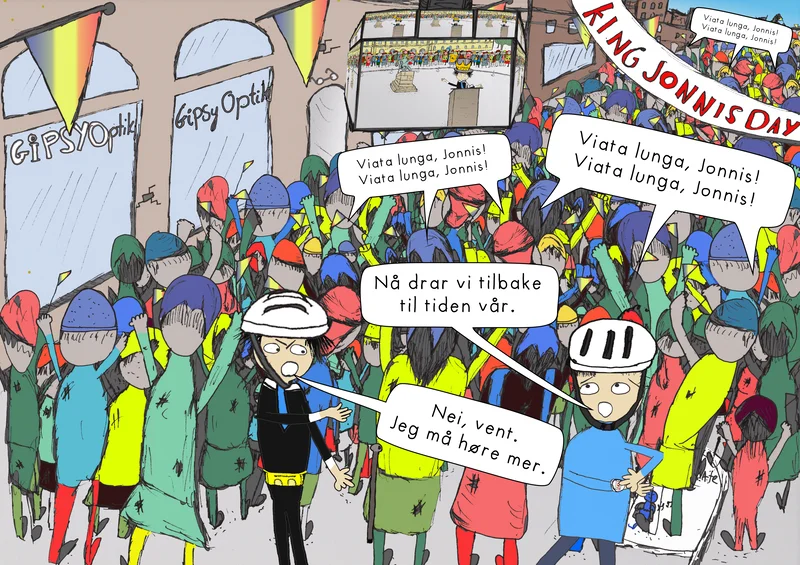 Viata lunga, Jonnis!
Viata lunga, Jonnis!
KING JONNIS DAY
GiPSYOptik
Gipsy Optik
Viata lunga, Jonnis!
Viata lunga, Jonnis!
Viata lunga, Jonnis!
Viata lunga, Jonnis!
Nå drar vi tilbake
til tiden vår.
Nei, vent.
Jeg må høre mer.